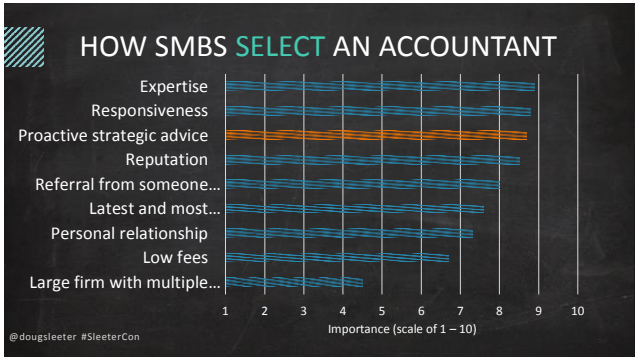 HOW SMBS SELECT AN ACCOUNTANT
Expertise
Responsiveness
Proactive strategic advice
Reputation
Referral from someone…
Latest and most…
Personal relationship
Low fees
Large firm with multiple…
1 2 3 4 5 6 7 8 9 10
Importance (scale of 1 – 10)
@dougsleeter #SleeterCon